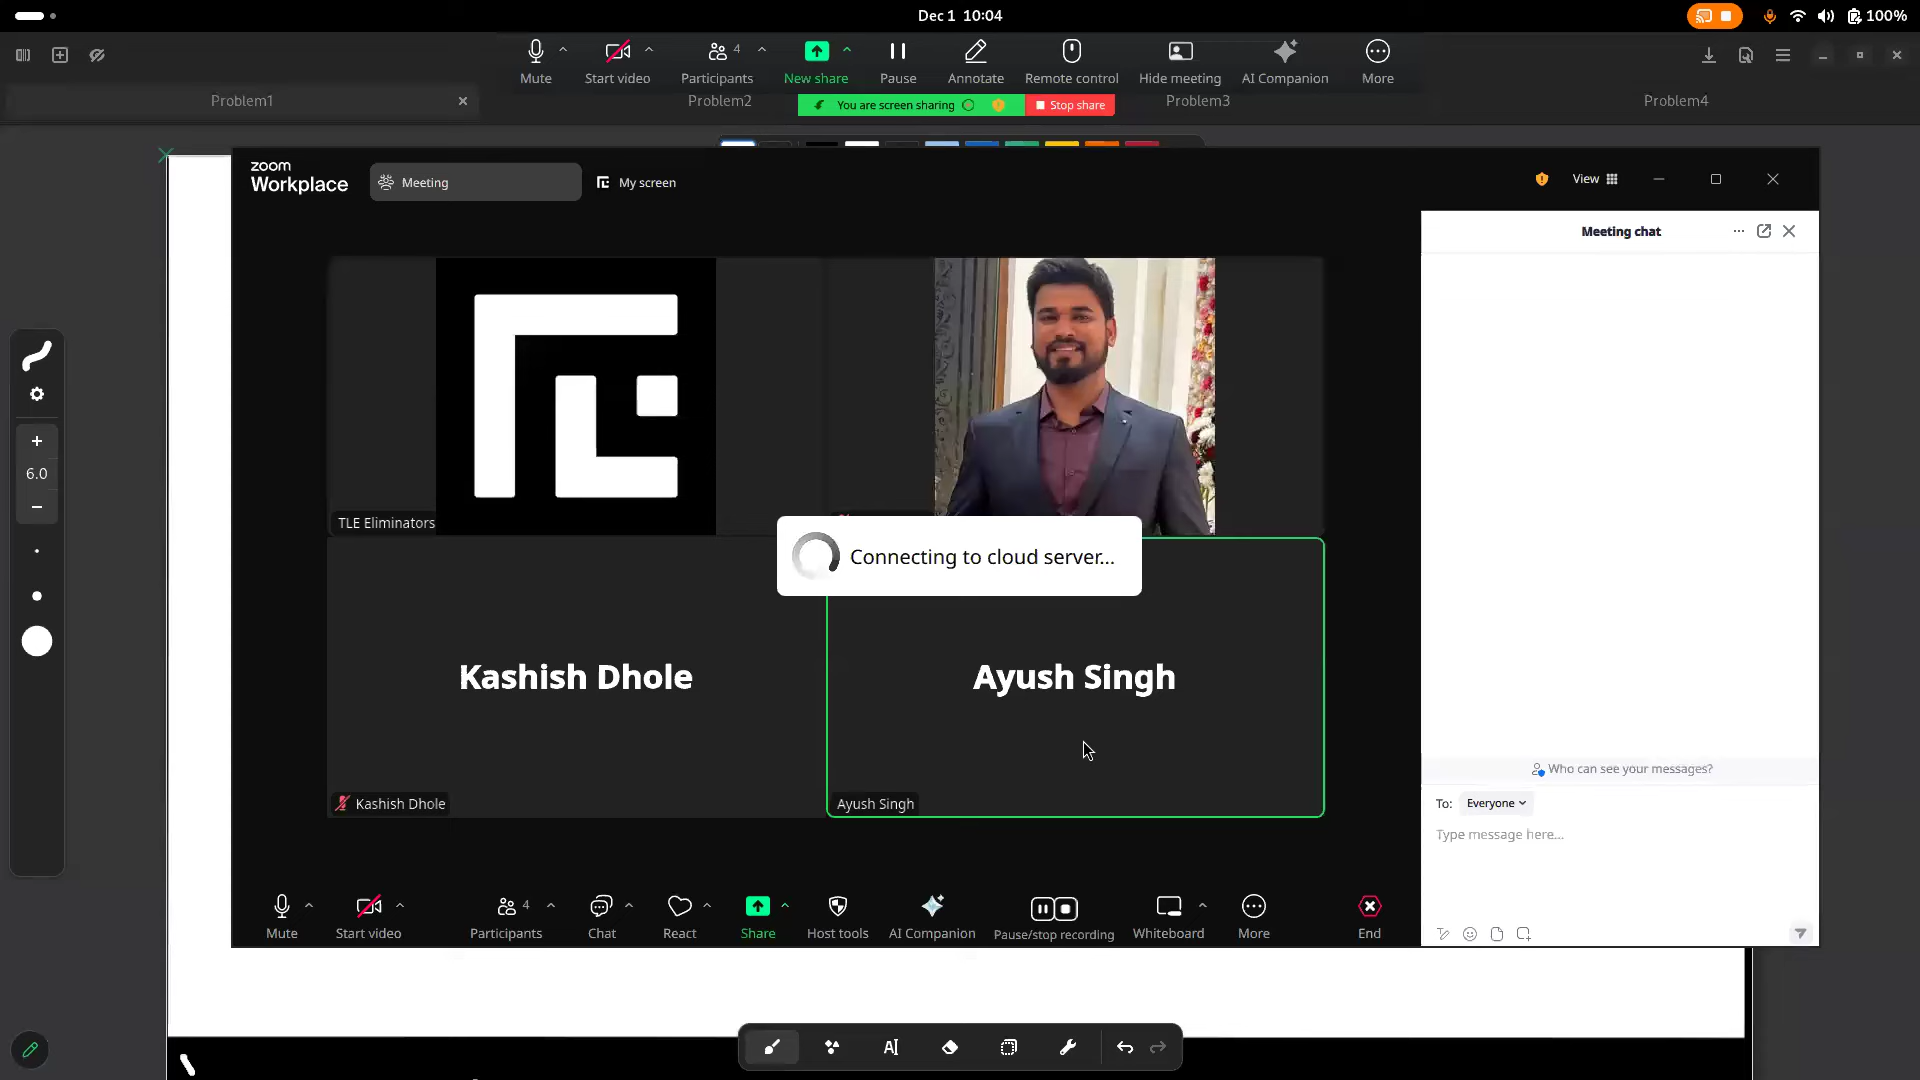 Dec 1 10:04
100%
Mute
Start video
4
Participants
New share
Pause
Annotate
Remote control
Hide meeting
AI Companion
More
You are screen sharing
Stop share
Problem1
Problem2
Problem3
Problem4
zoom
Workplace
Meeting
My screen
View
Meeting chat
6.0
TLE Eliminators
Connecting to cloud server...
Kashish Dhole
Ayush Singh
Kashish Dhole
Ayush Singh
Who can see your messages?
To: Everyone
Type message here...
Mute
Start video
4
Participants
Chat
React
Share
Host tools
AI Companion
Pause/stop recording
Whiteboard
More
End